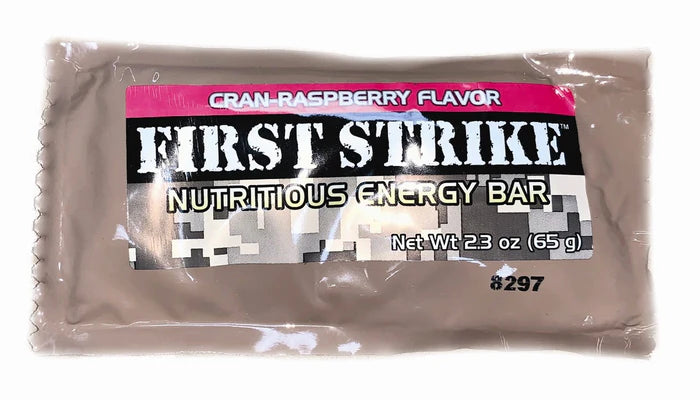 CRAN-RASPBERRY FLAVOR
FIRST STRIKE™
NUTRITIOUS ENERGY BAR
Net Wt 2.3 oz (65 g)
8297